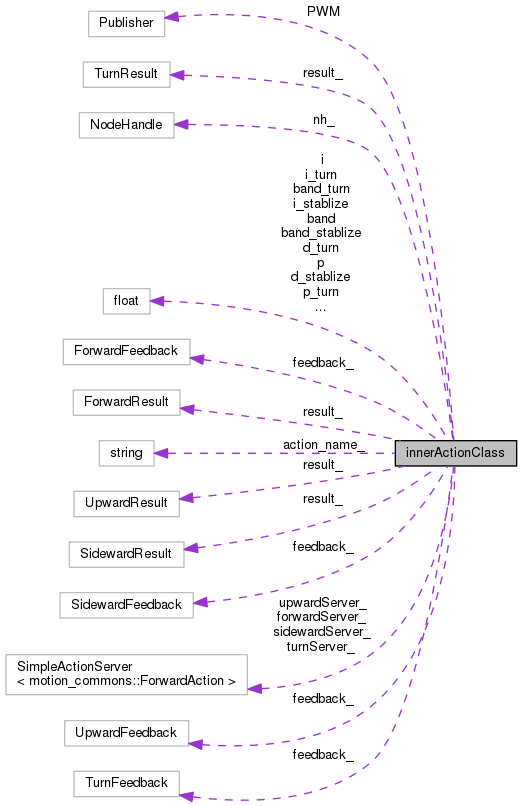 PWM
Publisher
TurnResult
result_
nh_
NodeHandle
i
i_turn
band_turn
i_stablize
band
band_stablize
d_turn
p
d_stablize
p_turn
...
float
ForwardFeedback
feedback_
ForwardResult
result_
action_name_
string
innerActionClass
result_
UpwardResult
result_
SidewardResult
feedback_
SidewardFeedback
upwardServer_
forwardServer_
sidewardServer_
turnServer_
SimpleActionServer
< motion_commons::ForwardAction >
feedback_
UpwardFeedback
feedback_
TurnFeedback